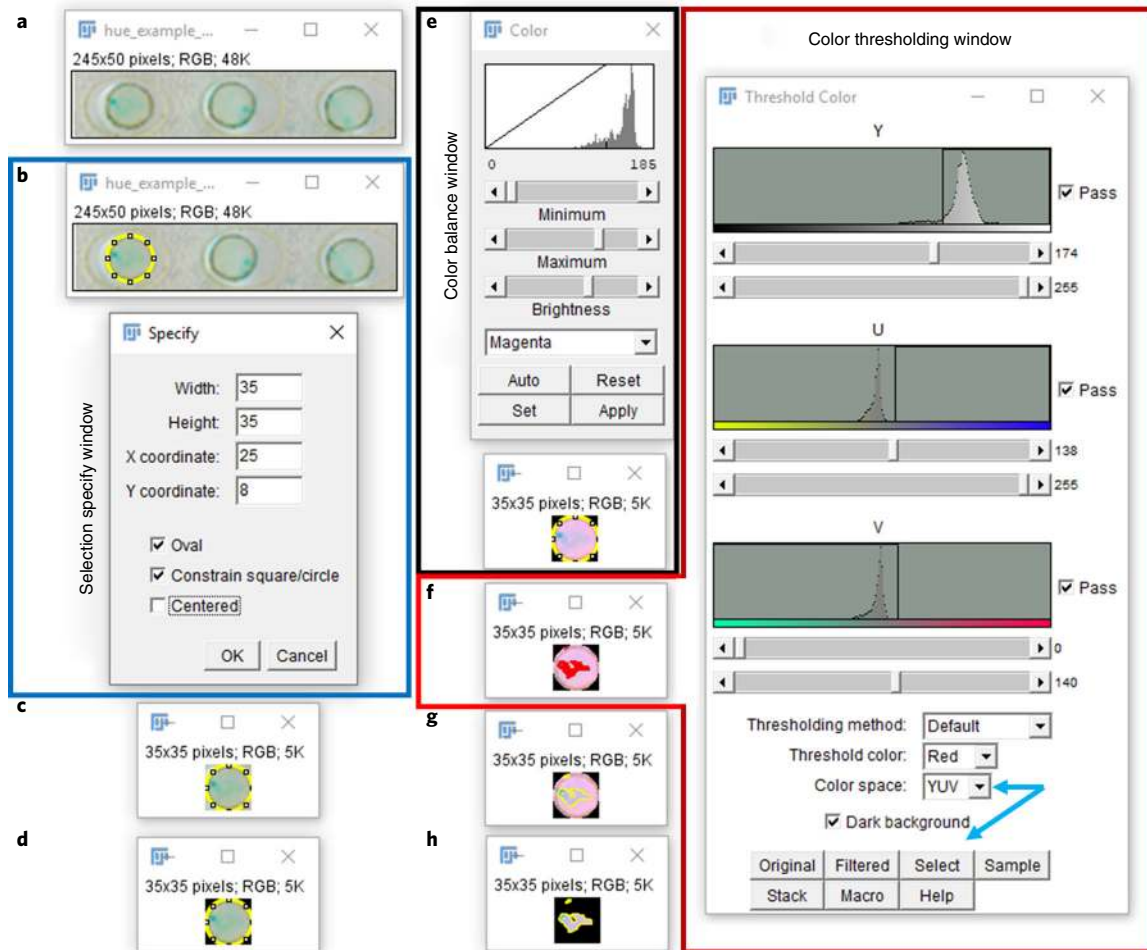 a
hue_example_...
245x50 pixels; RGB; 48K
b
hue_example_...
245x50 pixels; RGB; 48K
Selection specify window
Specify
Width: 35
Height: 35
X coordinate: 25
Y coordinate: 8
Oval
Constrain square/circle
Centered
OK Cancel
c
35x35 pixels; RGB; 5K
d
35x35 pixels; RGB; 5K
e
Color balance window
Color
0 185
Minimum
Maximum
Brightness
Magenta
Auto Reset
Set Apply
35x35 pixels; RGB; 5K
f
35x35 pixels; RGB; 5K
g
35x35 pixels; RGB; 5K
h
35x35 pixels; RGB; 5K
Color thresholding window
Threshold Color
Y
Pass
174
255
U
Pass
138
255
V
Pass
0
140
Thresholding method: Default
Threshold color: Red
Color space: YUV
Dark background
Original Filtered Select Sample
Stack Macro Help